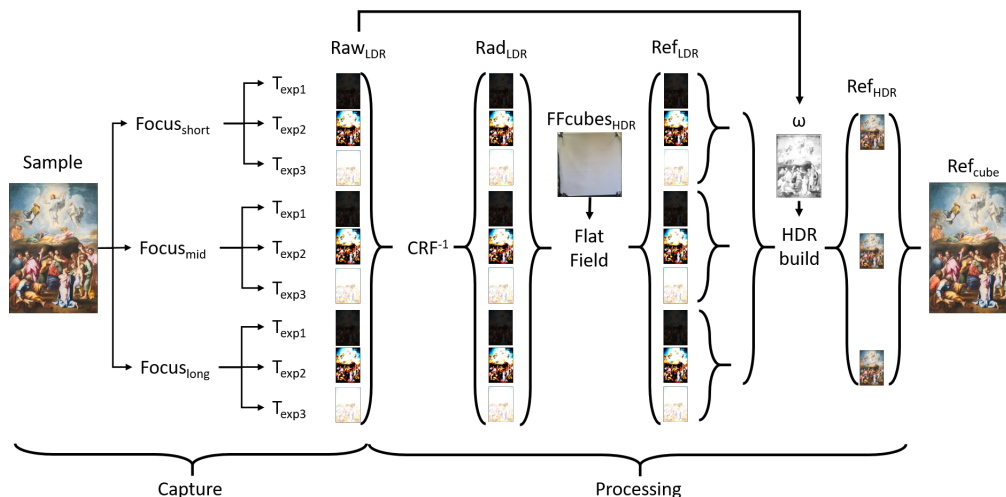 Raw_LDR
Rad_LDR
Ref_LDR
Ref_HDR
FFcubes_HDR
ω
Sample
Ref_cube
Focus_short
T_exp1
T_exp2
T_exp3
Focus_mid
T_exp1
T_exp2
T_exp3
Focus_long
T_exp1
T_exp2
T_exp3
CRF⁻¹
Flat
Field
HDR
build
Capture
Processing